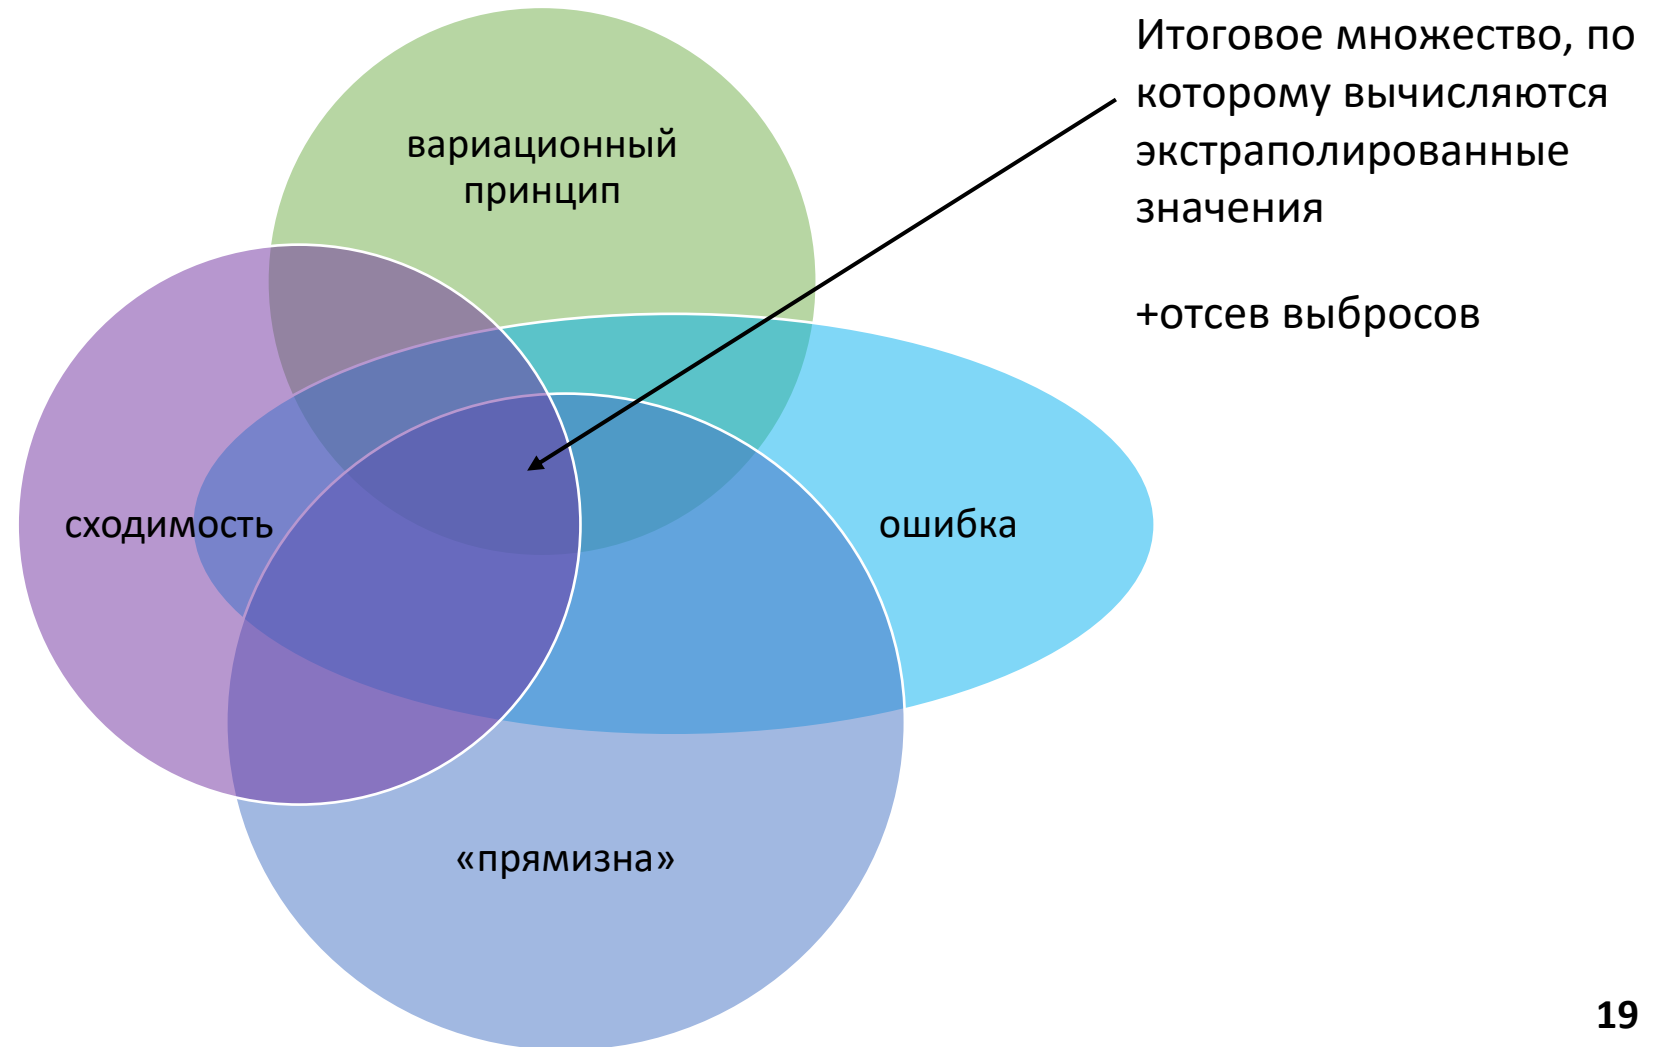 Итоговое множество, по
которому вычисляются
экстраполированные
значения
+отсев выбросов
вариационный
принцип
сходимость
ошибка
«прямизна»
19